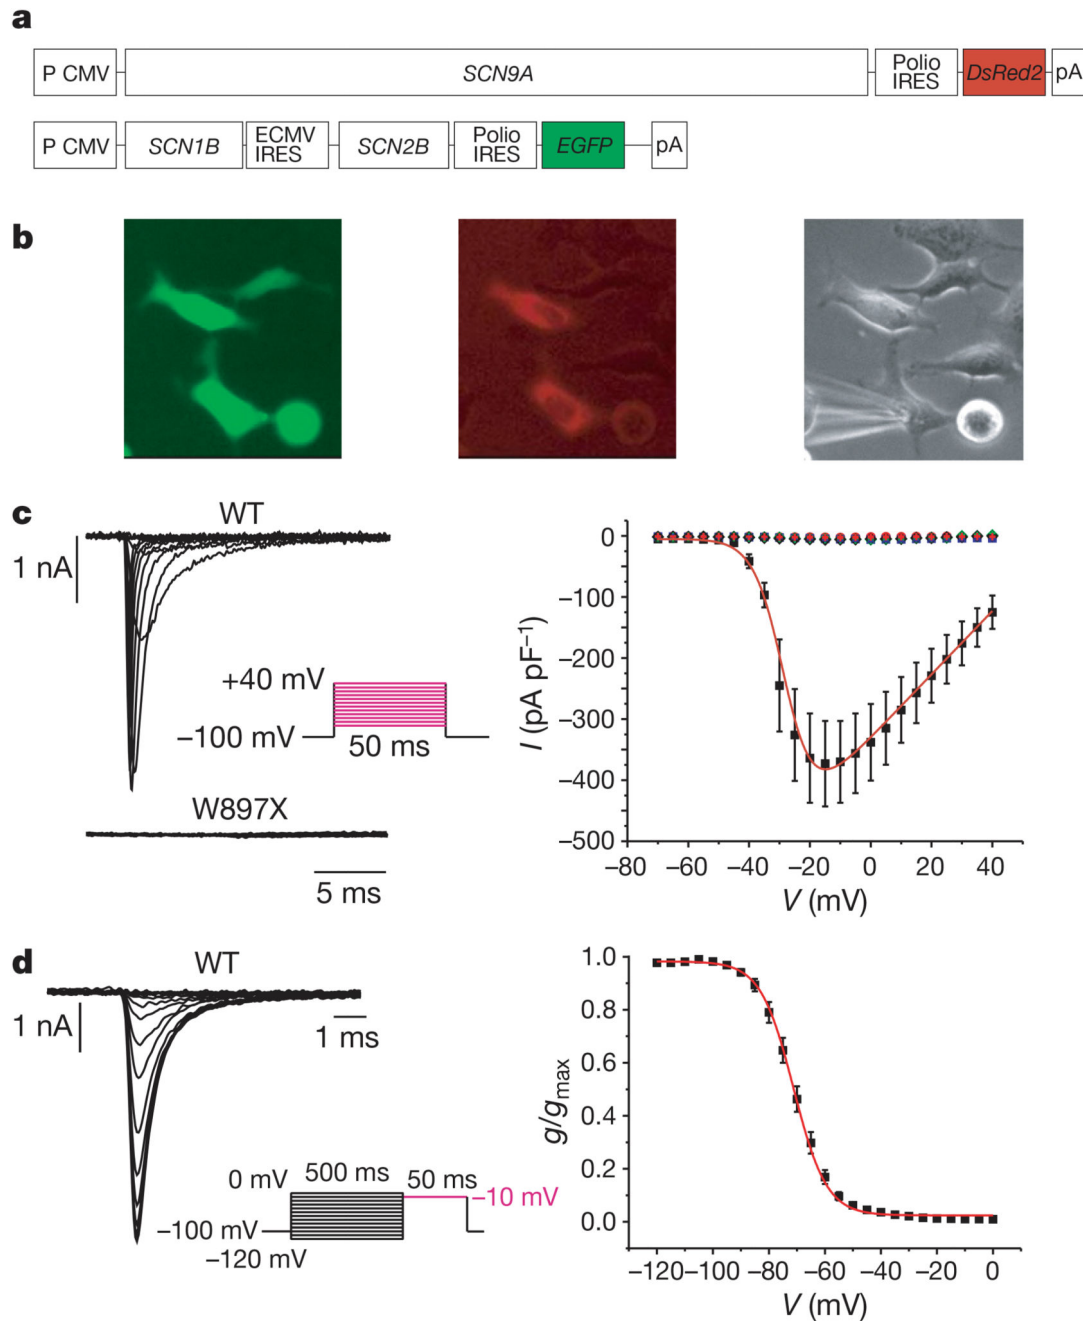 a
P CMV SCN9A Polio IRES DsRed2 pA
P CMV SCN1B ECMV IRES SCN2B Polio IRES EGFP pA
b
c
WT
1 nA
+40 mV
−100 mV
50 ms
W897X
5 ms
I (pA pF−1)
0
−100
−200
−300
−400
−500
−80 −60 −40 −20 0 20 40
V (mV)
d
WT
1 nA
1 ms
0 mV 500 ms 50 ms
−10 mV
−100 mV
−120 mV
g/gmax
1.0
0.8
0.6
0.4
0.2
0.0
−120 −100 −80 −60 −40 −20 0
V (mV)